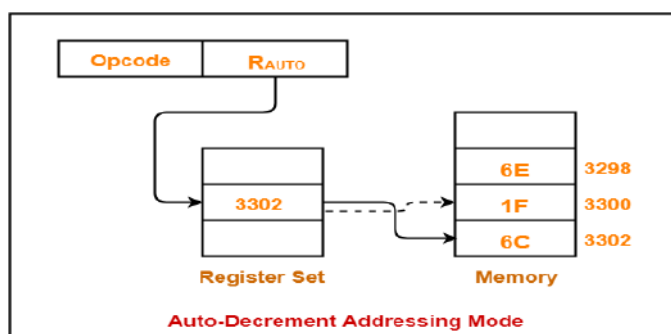 Opcode RAUTO
6E 3298
3302 1F 3300
6C 3302
Register Set Memory
Auto-Decrement Addressing Mode